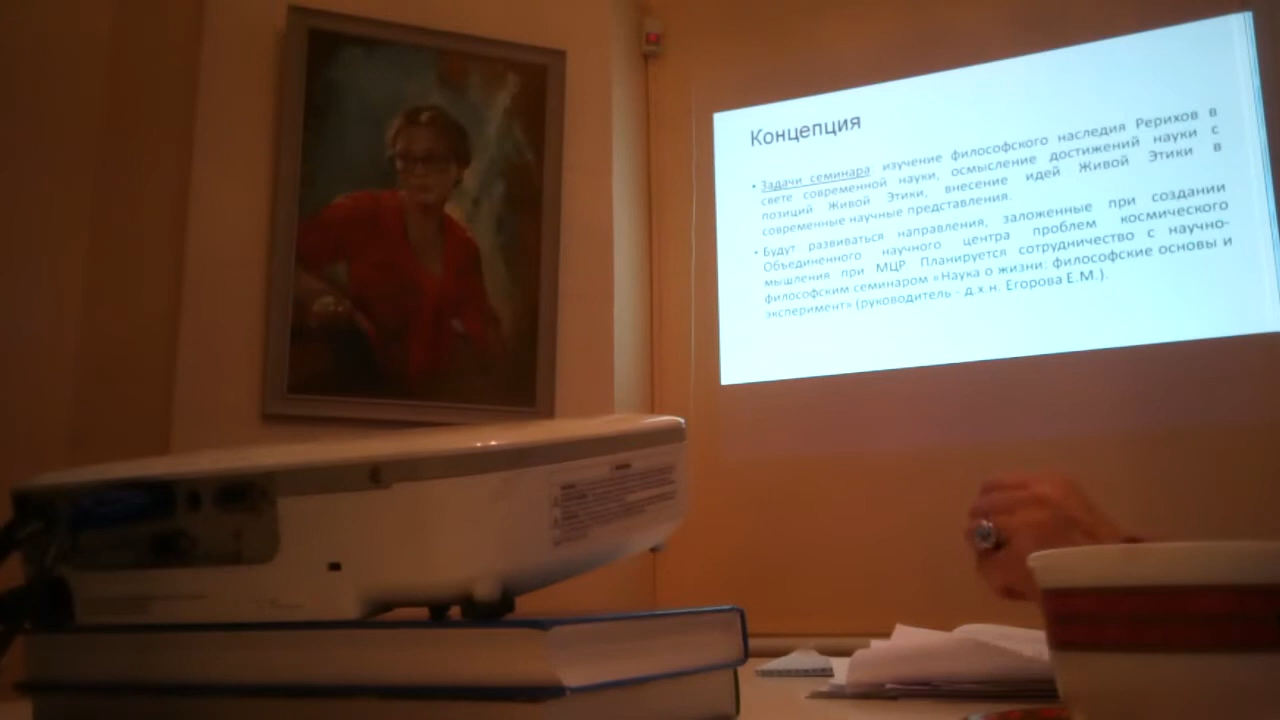 Концепция
• Задачи семинара: изучение философского наследия Рерихов в
свете современной науки, осмысление достижений науки с
позиций Живой Этики, внесение идей Живой Этики в
современные научные представления.
• Будут развиваться направления, заложенные при создании
Объединенного научного центра проблем космического
мышления при МЦР. Планируется сотрудничество с научно-
философским семинаром «Наука о жизни: философские основы и
эксперимент» (руководитель - д.х.н. Егорова Е.М.).